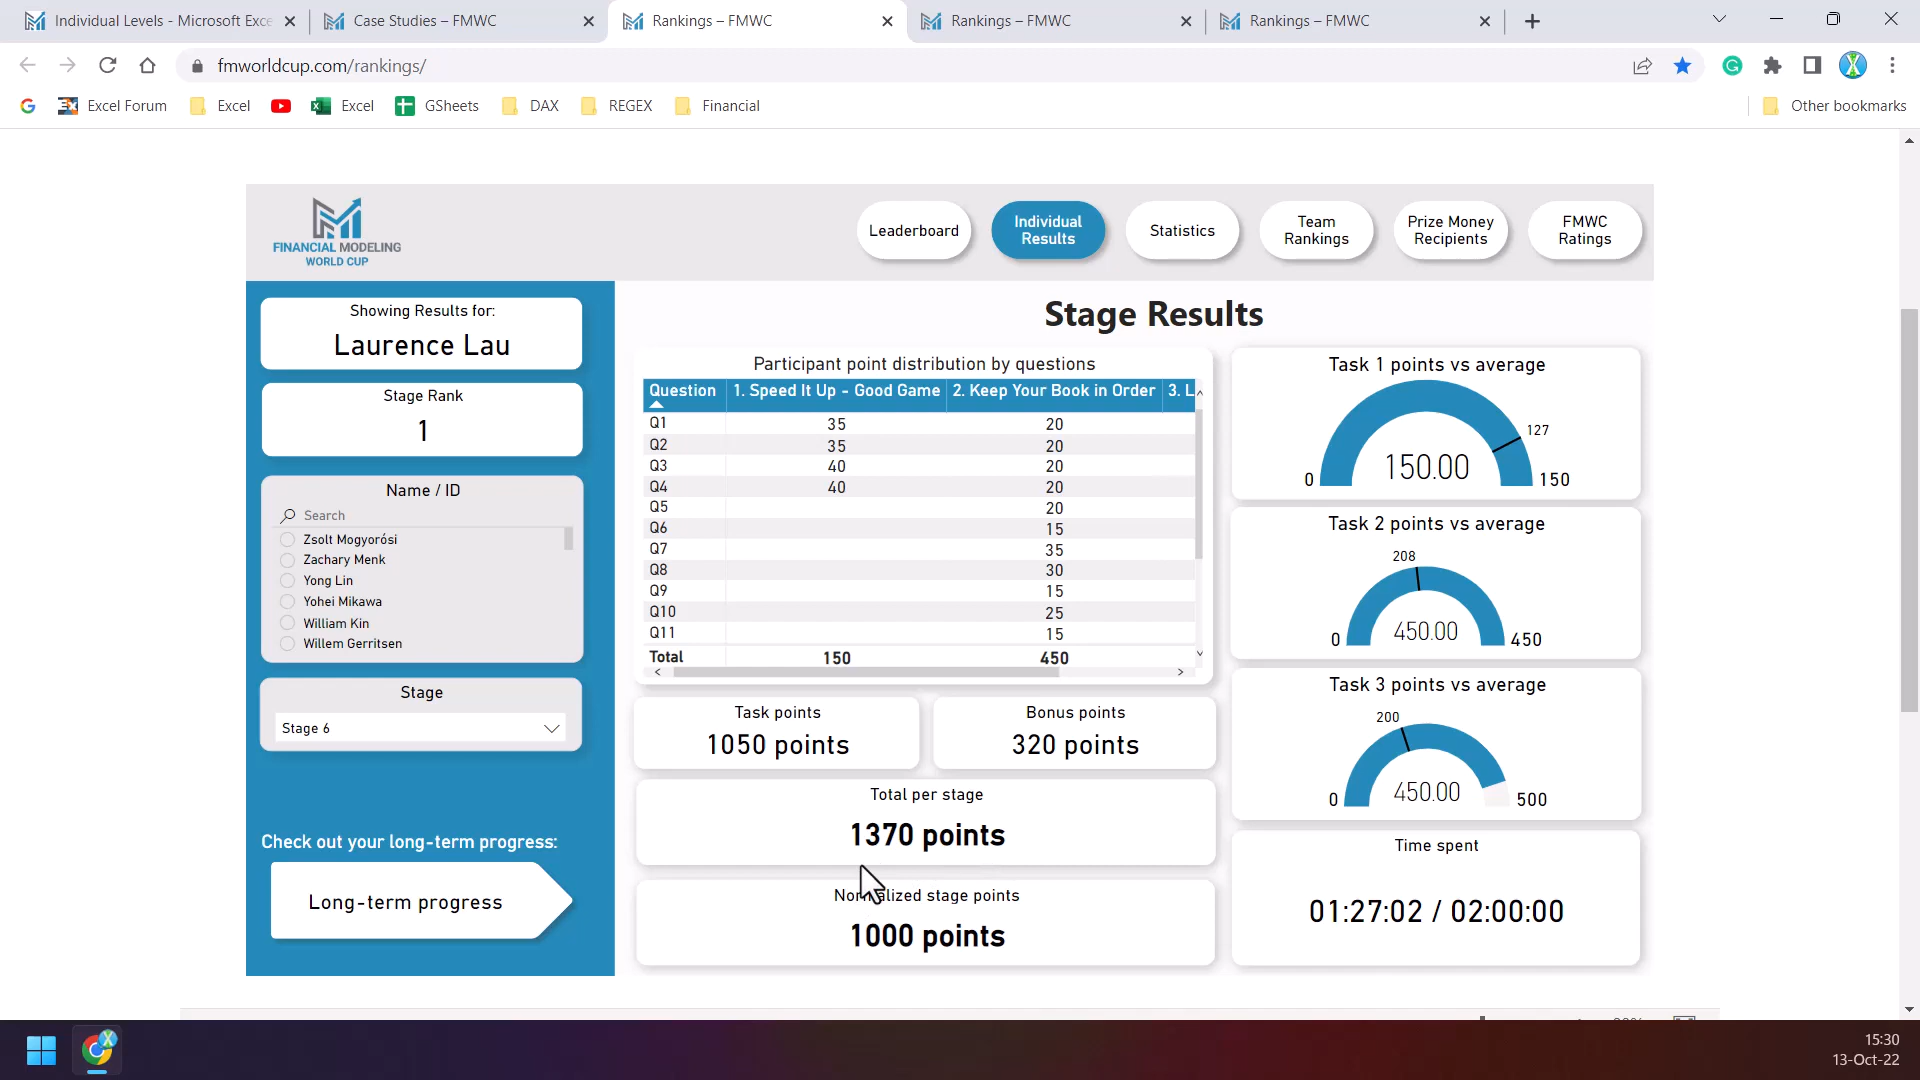 Individual Levels - Microsoft Exce
Case Studies – FMWC
Rankings – FMWC
Rankings – FMWC
Rankings – FMWC
fmworldcup.com/rankings/
Excel Forum
Excel
Excel
GSheets
DAX
REGEX
Financial
Other bookmarks
FINANCIAL MODELING
WORLD CUP
Leaderboard
Individual
Results
Statistics
Team
Rankings
Prize Money
Recipients
FMWC
Ratings
Showing Results for:
Laurence Lau
Stage Rank
1
Name / ID
Search
Zsolt Mogyorósi
Zachary Menk
Yong Lin
Yohei Mikawa
William Kin
Willem Gerritsen
Stage
Stage 6
Check out your long-term progress:
Long-term progress
Stage Results
Participant point distribution by questions
Question 1. Speed It Up - Good Game 2. Keep Your Book in Order 3. L
Q1 35 20
Q2 35 20
Q3 40 20
Q4 40 20
Q5 20
Q6 15
Q7 35
Q8 30
Q9 15
Q10 25
Q11 15
Total 150 450
Task points
1050 points
Bonus points
320 points
Total per stage
1370 points
Normalized stage points
1000 points
Task 1 points vs average
127
150.00
0 150
Task 2 points vs average
208
450.00
0 450
Task 3 points vs average
200
450.00
0 500
Time spent
01:27:02 / 02:00:00
15:30
13-Oct-22